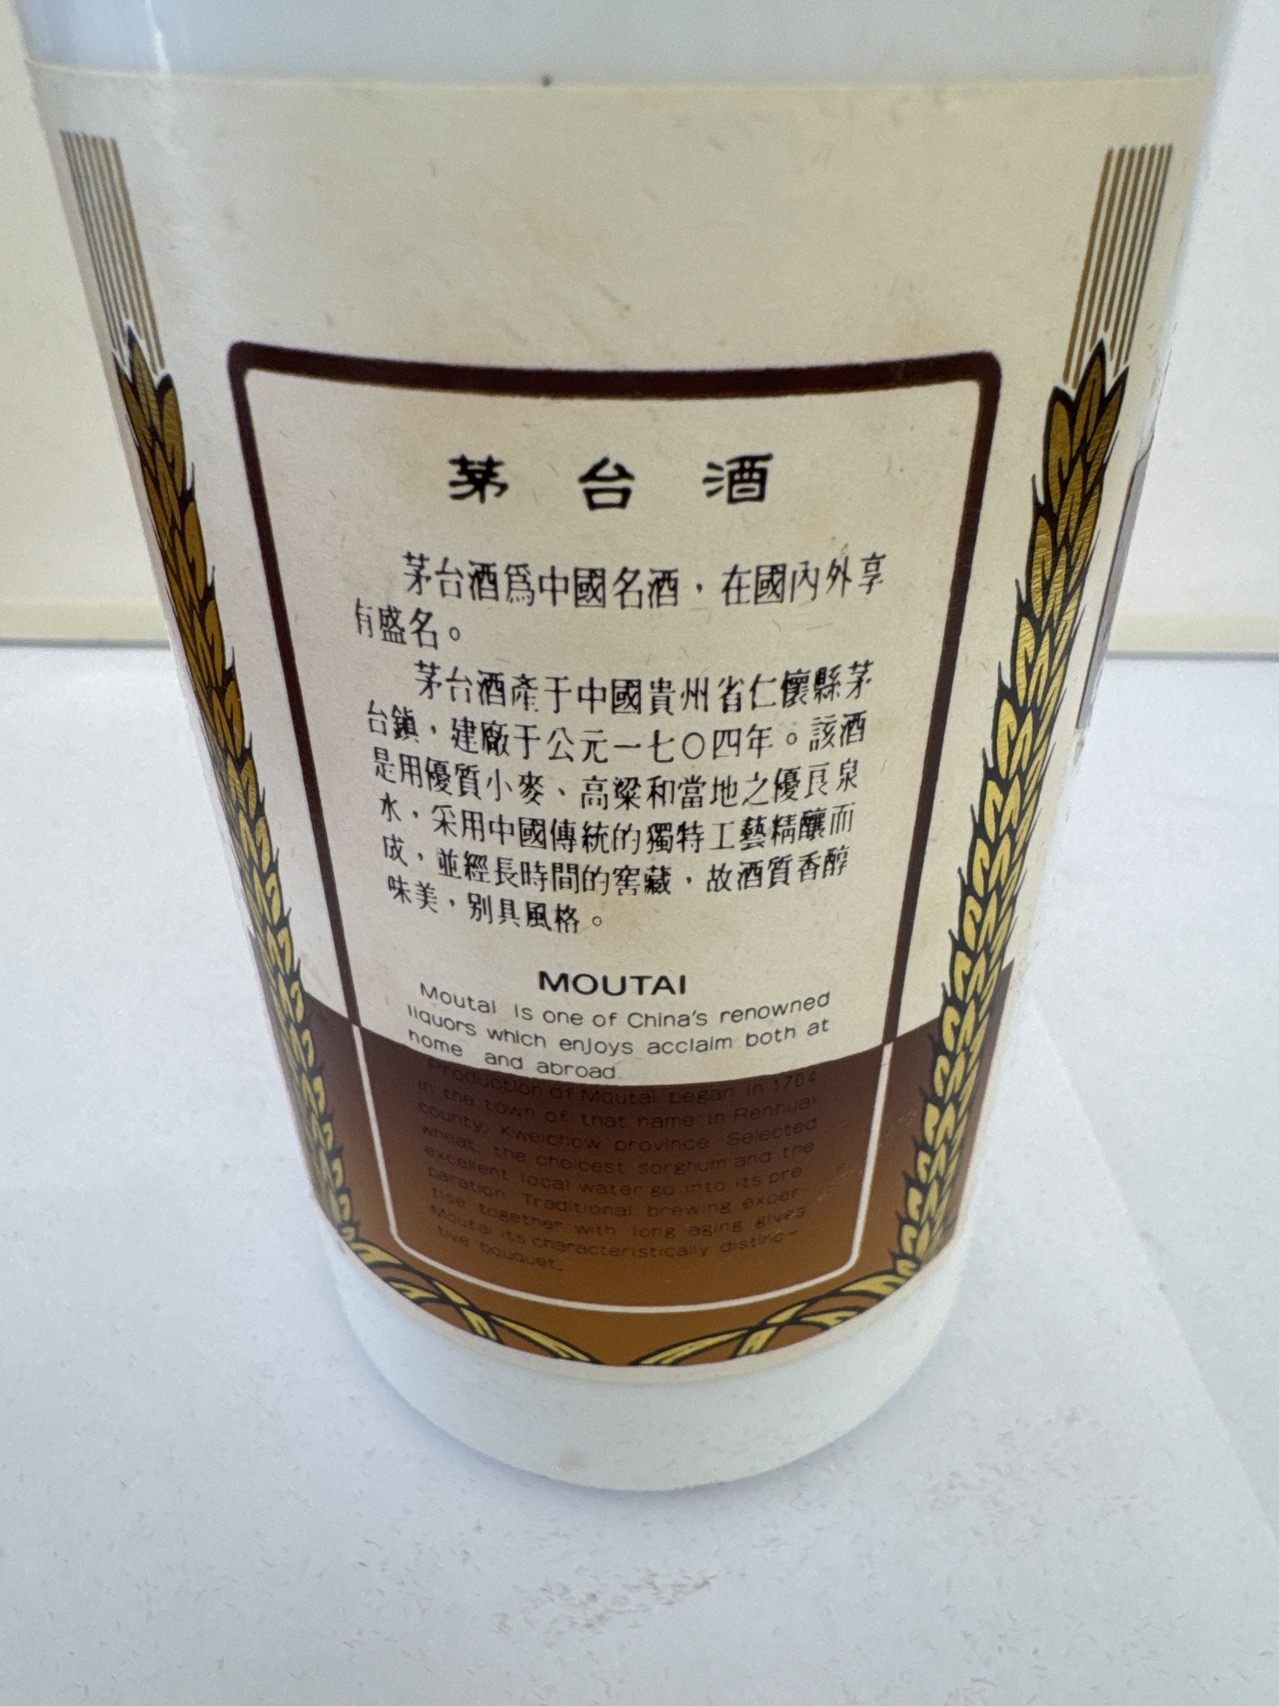 茅台酒
茅台酒爲中國名酒，在國內外享
有盛名。
茅台酒產于中國貴州省仁懷縣茅
台鎭，建廠于公元一七〇四年。該酒
是用優質小麥、高粱和當地之優良泉
水，采用中國傳統的獨特工藝精釀而
成，並經長時間的窖藏，故酒質香醇
味美，别具風格。
MOUTAI
Moutai is one of China's renowned
liquors which enjoys acclaim both at
home and abroad.
Production of Moutai began in 1704
in the town of that name in Renhuai
county, Kweichow province. Selected
wheat, the choicest sorghum and the
excellent local water go into its pre
paration. Traditional brewing exper
tise together with long aging gives
Moutai its characteristically distinc-
tive bouquet.